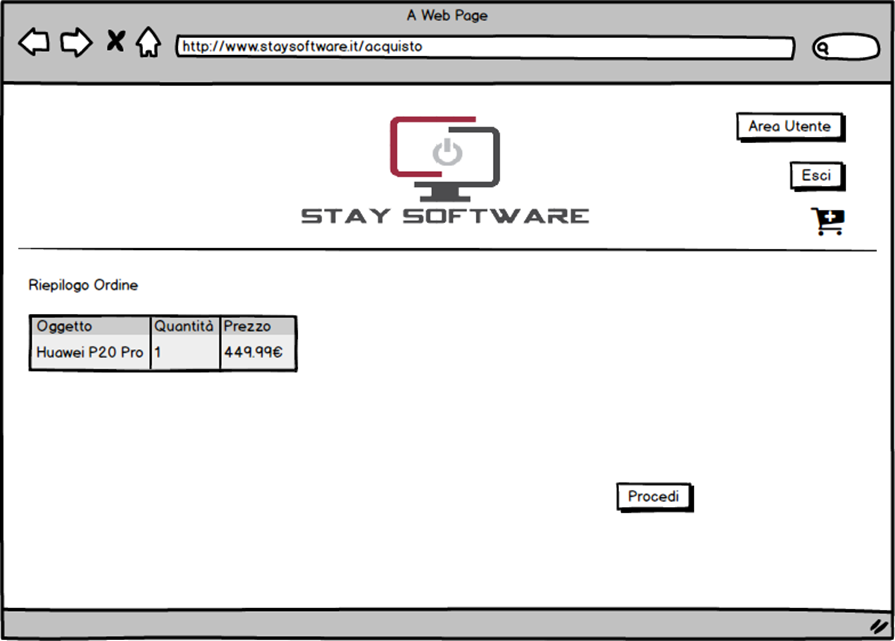 A Web Page
http://www.staysoftware.it/acquisto
Area Utente
Esci
STAY SOFTWARE
Riepilogo Ordine
Oggetto Quantità Prezzo
Huawei P20 Pro 1 449.99€
Procedi